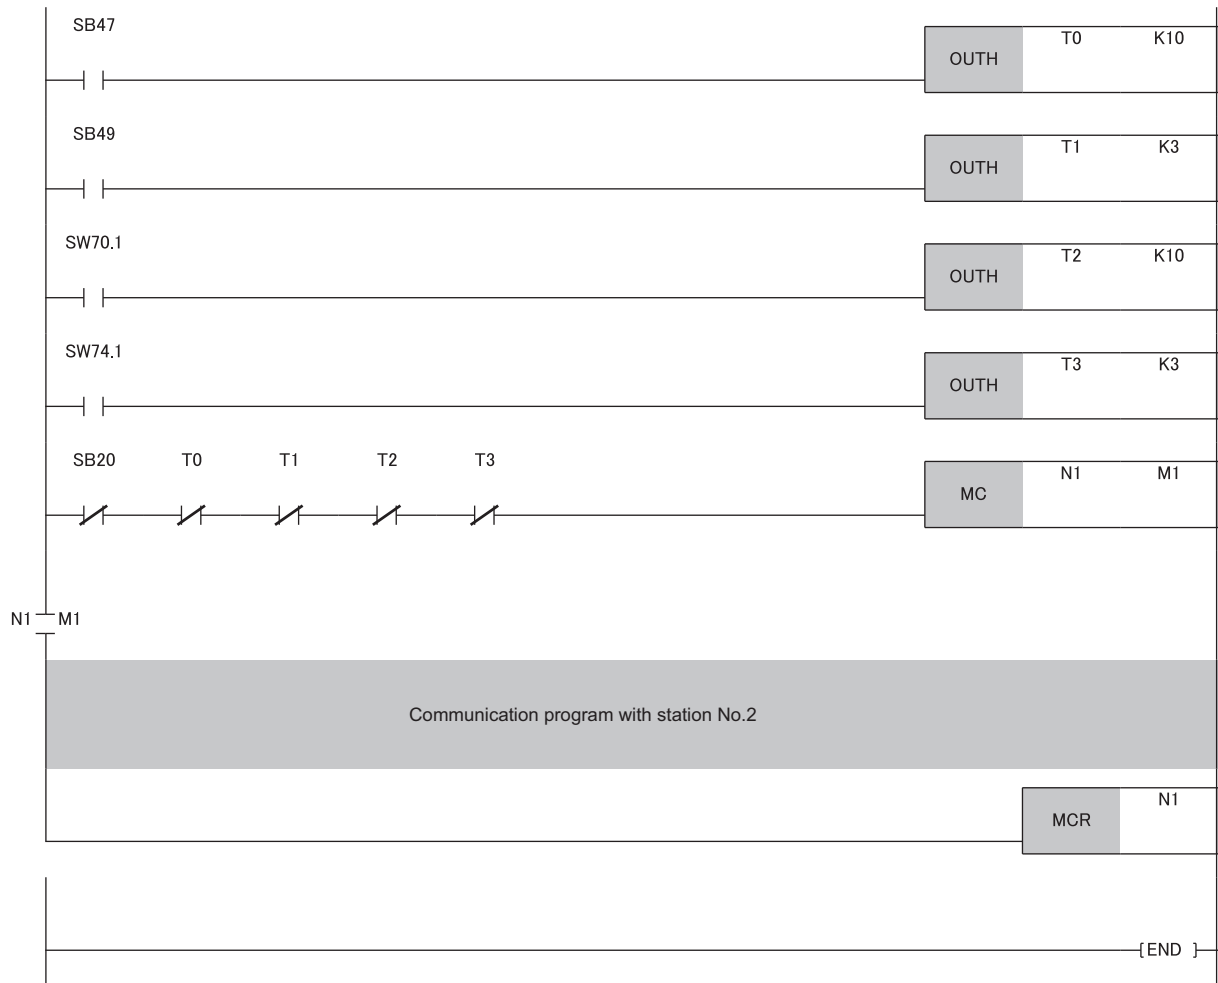 SB47
OUTH T0 K10
SB49
OUTH T1 K3
SW70.1
OUTH T2 K10
SW74.1
OUTH T3 K3
SB20 T0 T1 T2 T3
MC N1 M1
N1 M1
Communication program with station No.2
MCR N1
[END ]